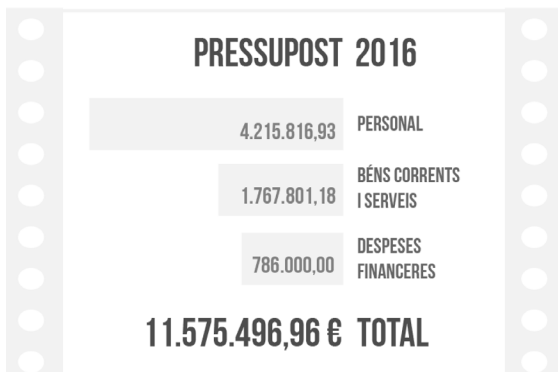 PRESSUPOST 2016
4.215.816,93 PERSONAL
1.767.801,18 BÉNS CORRENTS
I SERVEIS
786.000,00 DESPESES
FINANCERES
11.575.496,96 € TOTAL